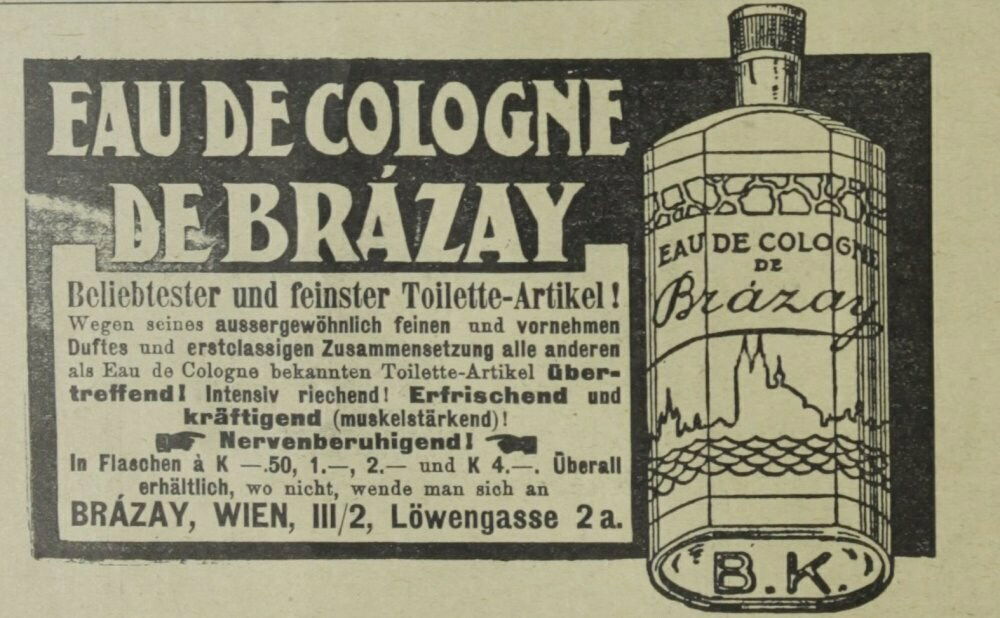 EAU DE COLOGNE
DE BRÁZAY
Beliebtester und feinster Toilette-Artikel!
Wegen seines aussergewöhnlich feinen und vornehmen
Duftes und erstclassigen Zusammensetzung alle anderen
als Eau de Cologne bekannten Toilette-Artikel über-
treffend! Intensiv riechend! Erfrischend und
kräftigend (muskelstärkend)!
Nervenberuhigend!
In Flaschen à K —.50, 1.—, 2.— und K 4.—. Überall
erhältlich, wo nicht, wende man sich an
BRÁZAY, WIEN, III/2, Löwengasse 2a.
EAU DE COLOGNE
DE
Brázay
B.K.